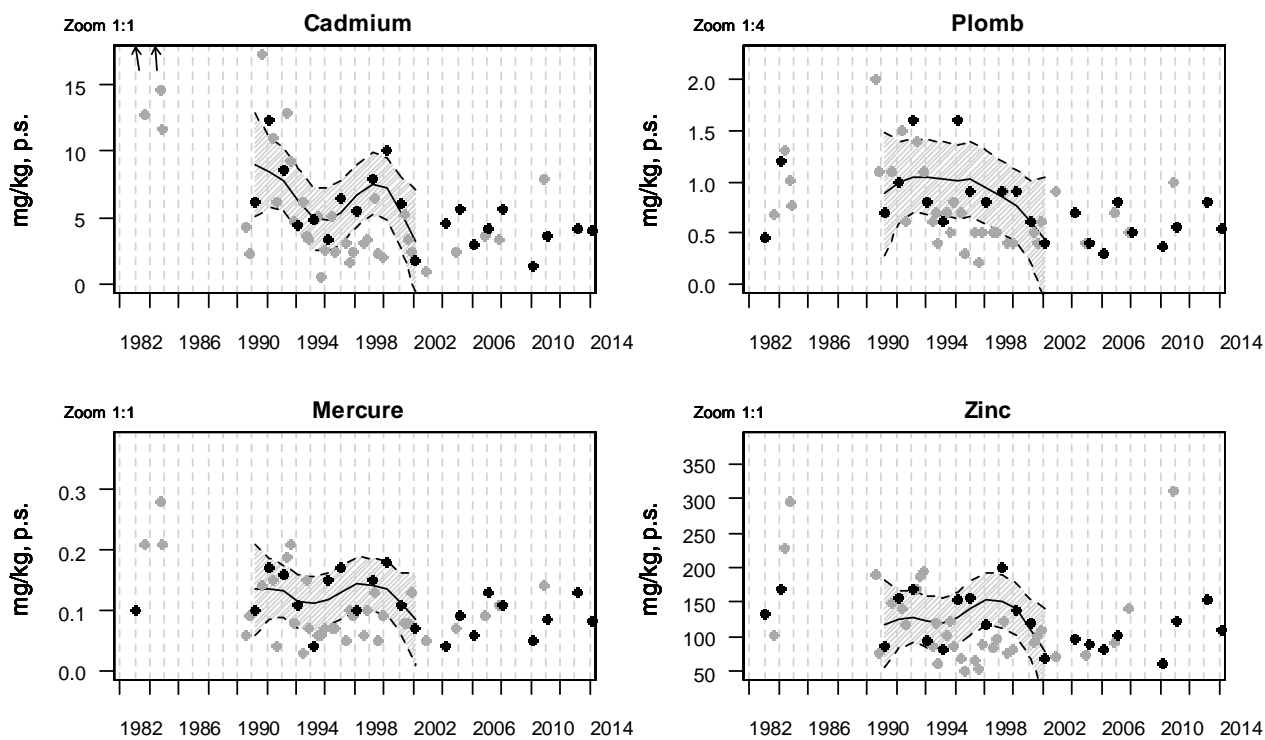 Zoom 1:1
Cadmium
mg/kg, p.s.
15
10
5
0
1982 1986 1990 1994 1998 2002 2006 2010 2014
Zoom 1:4
Plomb
mg/kg, p.s.
2.0
1.5
1.0
0.5
0.0
1982 1986 1990 1994 1998 2002 2006 2010 2014
Zoom 1:1
Mercure
mg/kg, p.s.
0.3
0.2
0.1
0.0
1982 1986 1990 1994 1998 2002 2006 2010 2014
Zoom 1:1
Zinc
mg/kg, p.s.
350
300
250
200
150
100
50
1982 1986 1990 1994 1998 2002 2006 2010 2014